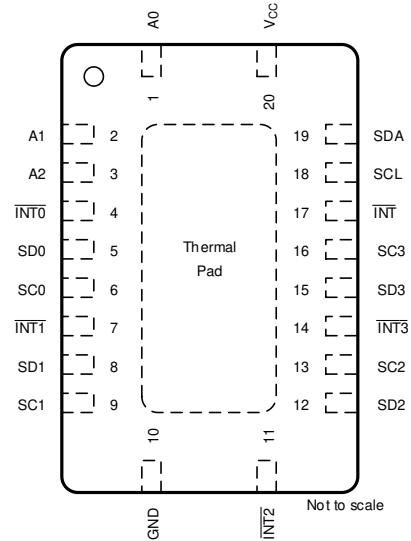 A0
VCC
1
20
A1 2 19 SDA
A2 3 18 SCL
INT0 4 17 INT
SD0 5 16 SC3
Thermal
Pad
SC0 6 15 SD3
INT1 7 14 INT3
SD1 8 13 SC2
SC1 9 12 SD2
10
11
GND
INT2
Not to scale